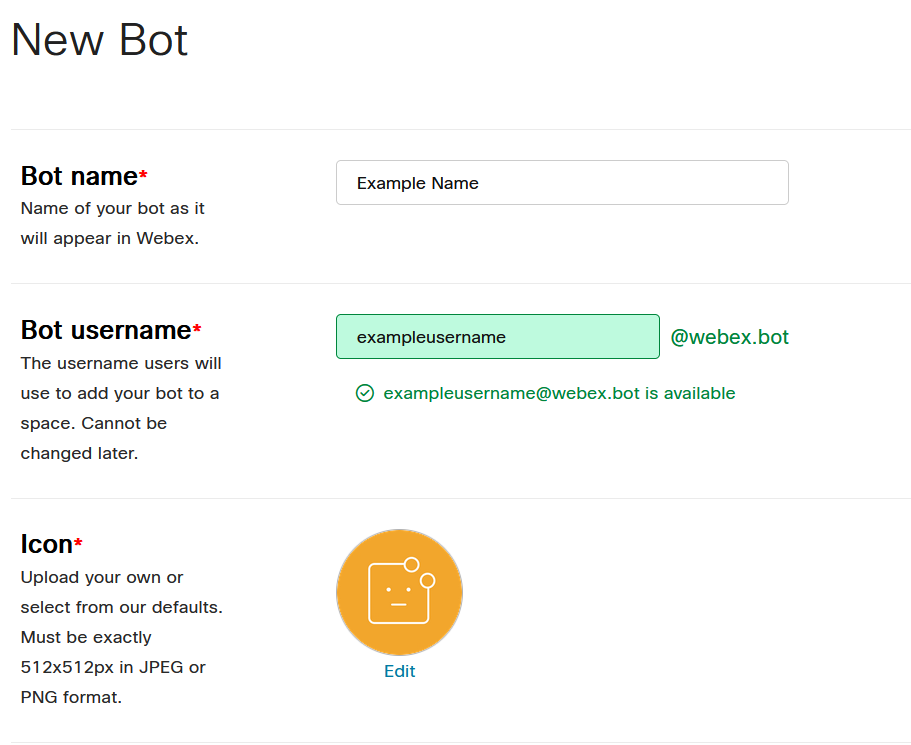 New Bot
Bot name*
Name of your bot as it
will appear in Webex.
Example Name
Bot username*
The username users will
use to add your bot to a
space. Cannot be
changed later.
exampleusername
@webex.bot
exampleusername@webex.bot is available
Icon*
Upload your own or
select from our defaults.
Must be exactly
512x512px in JPEG or
PNG format.
Edit